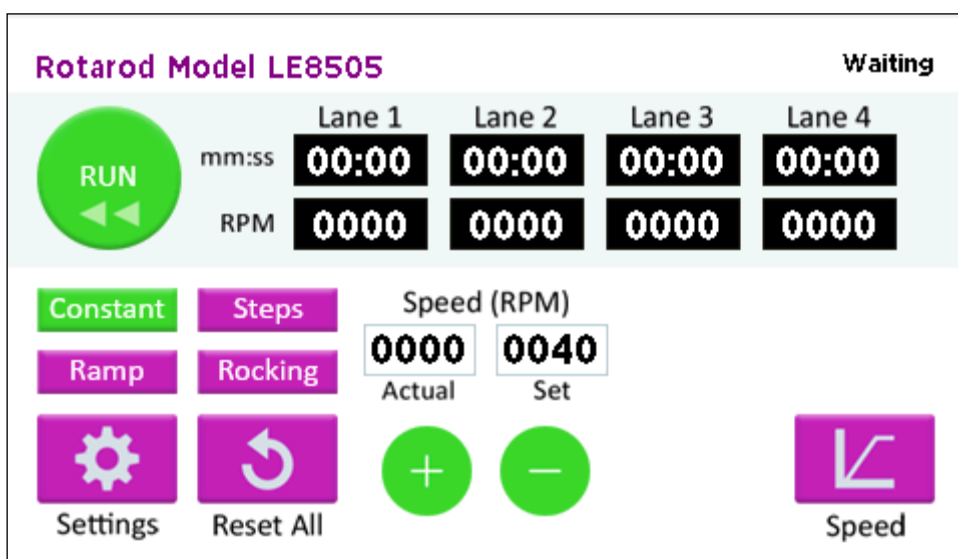 Rotarod Model LE8505 Waiting
Lane 1 Lane 2 Lane 3 Lane 4
RUN mm:ss 00:00 00:00 00:00 00:00
RPM 0000 0000 0000 0000
Constant Steps Speed (RPM)
0000 0040
Ramp Rocking Actual Set
+ −
Settings Reset All Speed